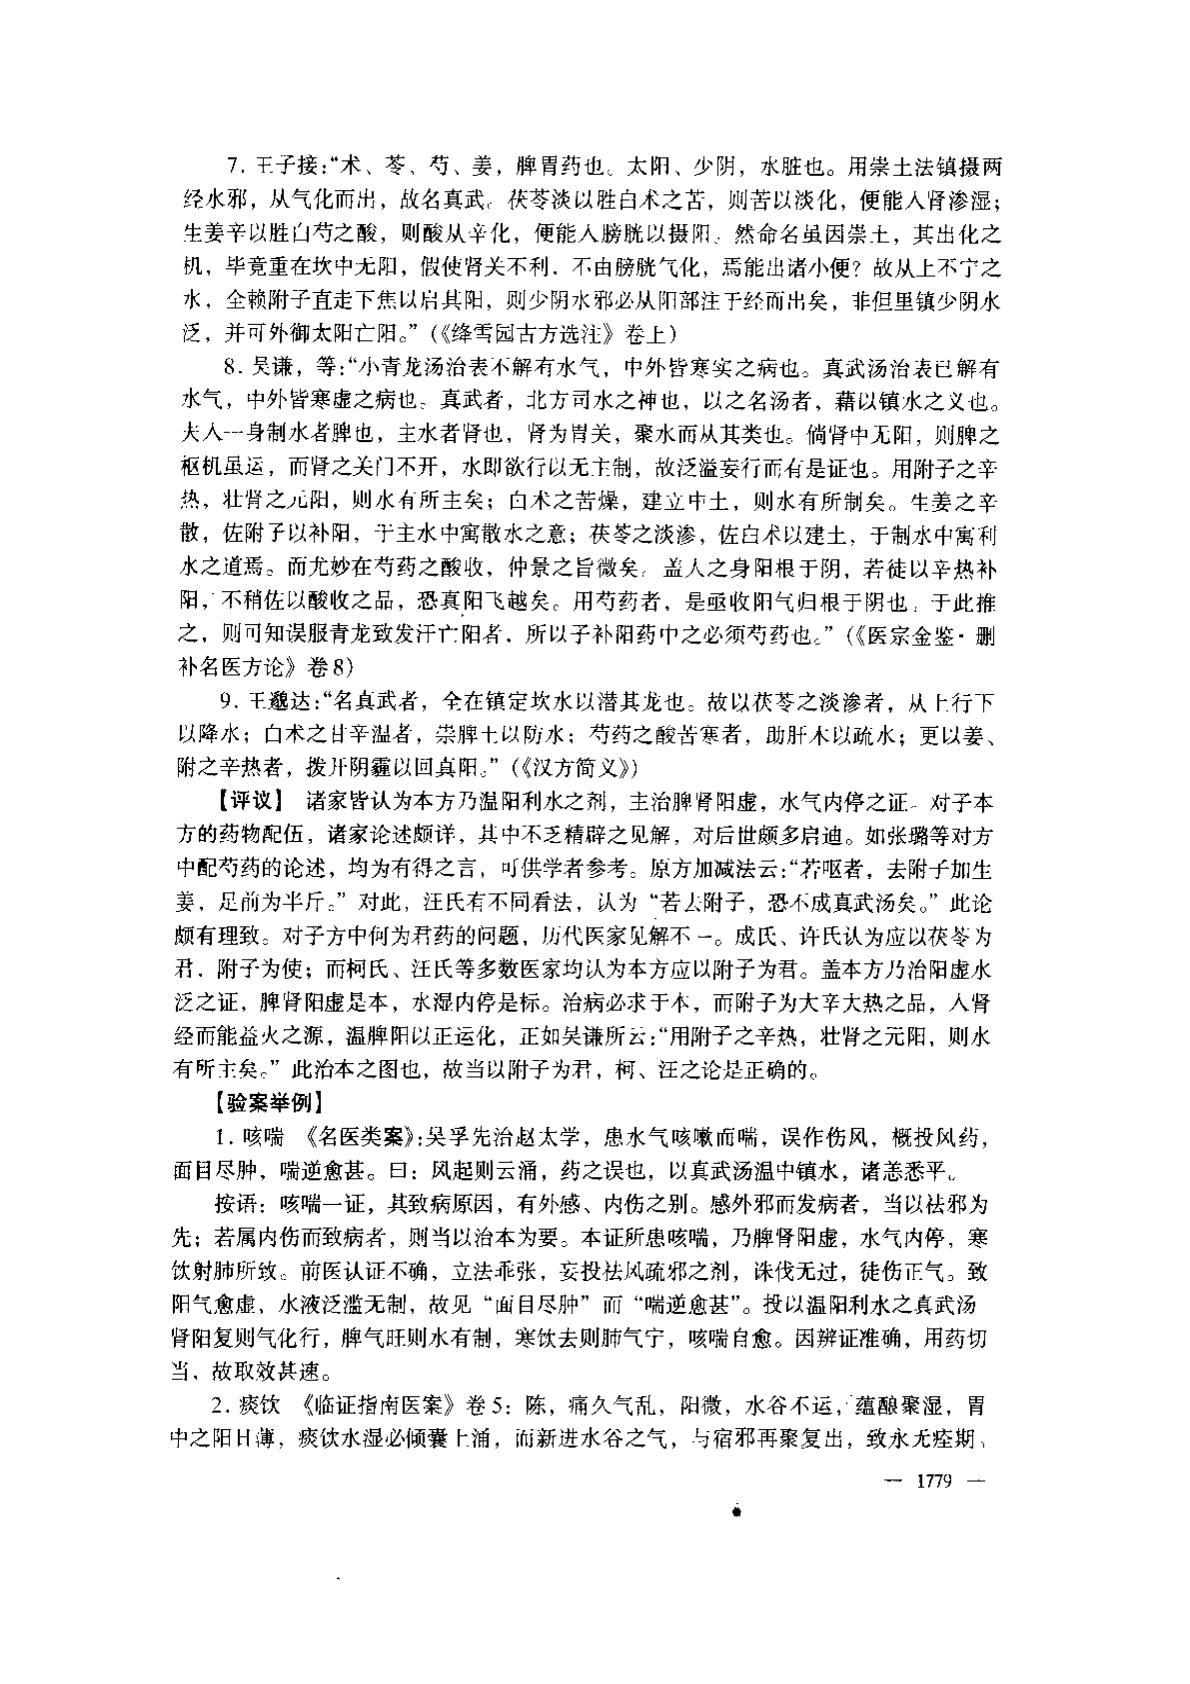 7. 王子接:“术、苓、芍、姜，脾胃药也。太阳、少阴，水脏也。用崇土法镇摄两
经水邪，从气化而出，故名真武。茯苓淡以胜白术之苦，则苦以淡化，便能入肾渗湿；
生姜辛以胜白芍之酸，则酸从辛化，便能入膀胱以摄阳。然命名虽因崇土，其出化之
机，毕竟重在坎中无阳，假使肾关不利，不由膀胱气化，焉能出诸小便？故从上不宁之
水，全赖附子直走下焦以启其阳，则少阴水邪必从阳部注于经而出矣，非但里镇少阴水
泛，并可外御太阳亡阳。”(《绛雪园古方选注》卷上)
8. 吴谦，等:“小青龙汤治表不解有水气，中外皆寒实之病也。真武汤治表已解有
水气，中外皆寒虚之病也。真武者，北方司水之神也，以之名汤者，藉以镇水之义也。
夫人一身制水者脾也，主水者肾也，肾为胃关，聚水而从其类也。倘肾中无阳，则脾之
枢机虽运，而肾之关门不开，水即欲行以无主制，故泛溢妄行而有是证也。用附子之辛
热，壮肾之元阳，则水有所主矣；白术之苦燥，建立中土，则水有所制矣。生姜之辛
散，佐附子以补阳，于主水中寓散水之意；茯苓之淡渗，佐白术以建土，于制水中寓利
水之道焉。而尤妙在芍药之酸收，仲景之旨微矣。盖人之身阳根于阴，若徒以辛热补
阳，不稍佐以酸收之品，恐真阳飞越矣。用芍药者，是亟收阳气归根于阴也。于此推
之，则可知误服青龙致发汗亡阳者，所以于补阳药中之必须芍药也。”(《医宗金鉴·删
补名医方论》卷8)
9. 王邈达:“名真武者，全在镇定坎水以潜其龙也。故以茯苓之淡渗者，从上行下
以降水；白术之甘辛温者，崇脾土以防水；芍药之酸苦寒者，助肝木以疏水；更以姜、
附之辛热者，拨开阴霾以回真阳。”(《汉方简义》)
【评议】 诸家皆认为本方乃温阳利水之剂，主治脾肾阳虚，水气内停之证。对于本
方的药物配伍，诸家论述颇详，其中不乏精辟之见解，对后世颇多启迪。如张璐等对方
中配芍药的论述，均为有得之言，可供学者参考。原方加减法云:“若呕者，去附子加生
姜，足前为半斤。”对此，汪氏有不同看法，认为“若去附子，恐不成真武汤矣。”此论
颇有理致。对于方中何为君药的问题，历代医家见解不一。成氏、许氏认为应以茯苓为
君，附子为使；而柯氏、汪氏等多数医家均认为本方应以附子为君。盖本方乃治阳虚水
泛之证，脾肾阳虚是本，水湿内停是标。治病必求于本，而附子为大辛大热之品，入肾
经而能益火之源，温脾阳以正运化，正如吴谦所云:“用附子之辛热，壮肾之元阳，则水
有所主矣。”此治本之图也，故当以附子为君，柯、汪之论是正确的。
【验案举例】
1. 咳喘 《名医类案》:吴孚先治赵太学，患水气咳嗽而喘，误作伤风，概投风药，
面目尽肿，喘逆愈甚。曰：风起则云涌，药之误也，以真武汤温中镇水，诸恙悉平。
按语：咳喘一证，其致病原因，有外感、内伤之别。感外邪而发病者，当以祛邪为
先；若属内伤而致病者，则当以治本为要。本证所患咳喘，乃脾肾阳虚，水气内停，寒
饮射肺所致。前医认证不确，立法乖张，妄投祛风疏邪之剂，诛伐无过，徒伤正气。致
阳气愈虚，水液泛滥无制，故见“面目尽肿”而“喘逆愈甚”。投以温阳利水之真武汤
肾阳复则气化行，脾气旺则水有制，寒饮去则肺气宁，咳喘自愈。因辨证准确，用药切
当，故取效甚速。
2. 痰饮 《临证指南医案》卷5：陈，痛久气乱，阳微，水谷不运，蕴酿聚湿，胃
中之阳日薄，痰饮水湿必倾囊上涌，而新进水谷之气，与宿邪再聚复出，致永无痊期、
— 1779 —